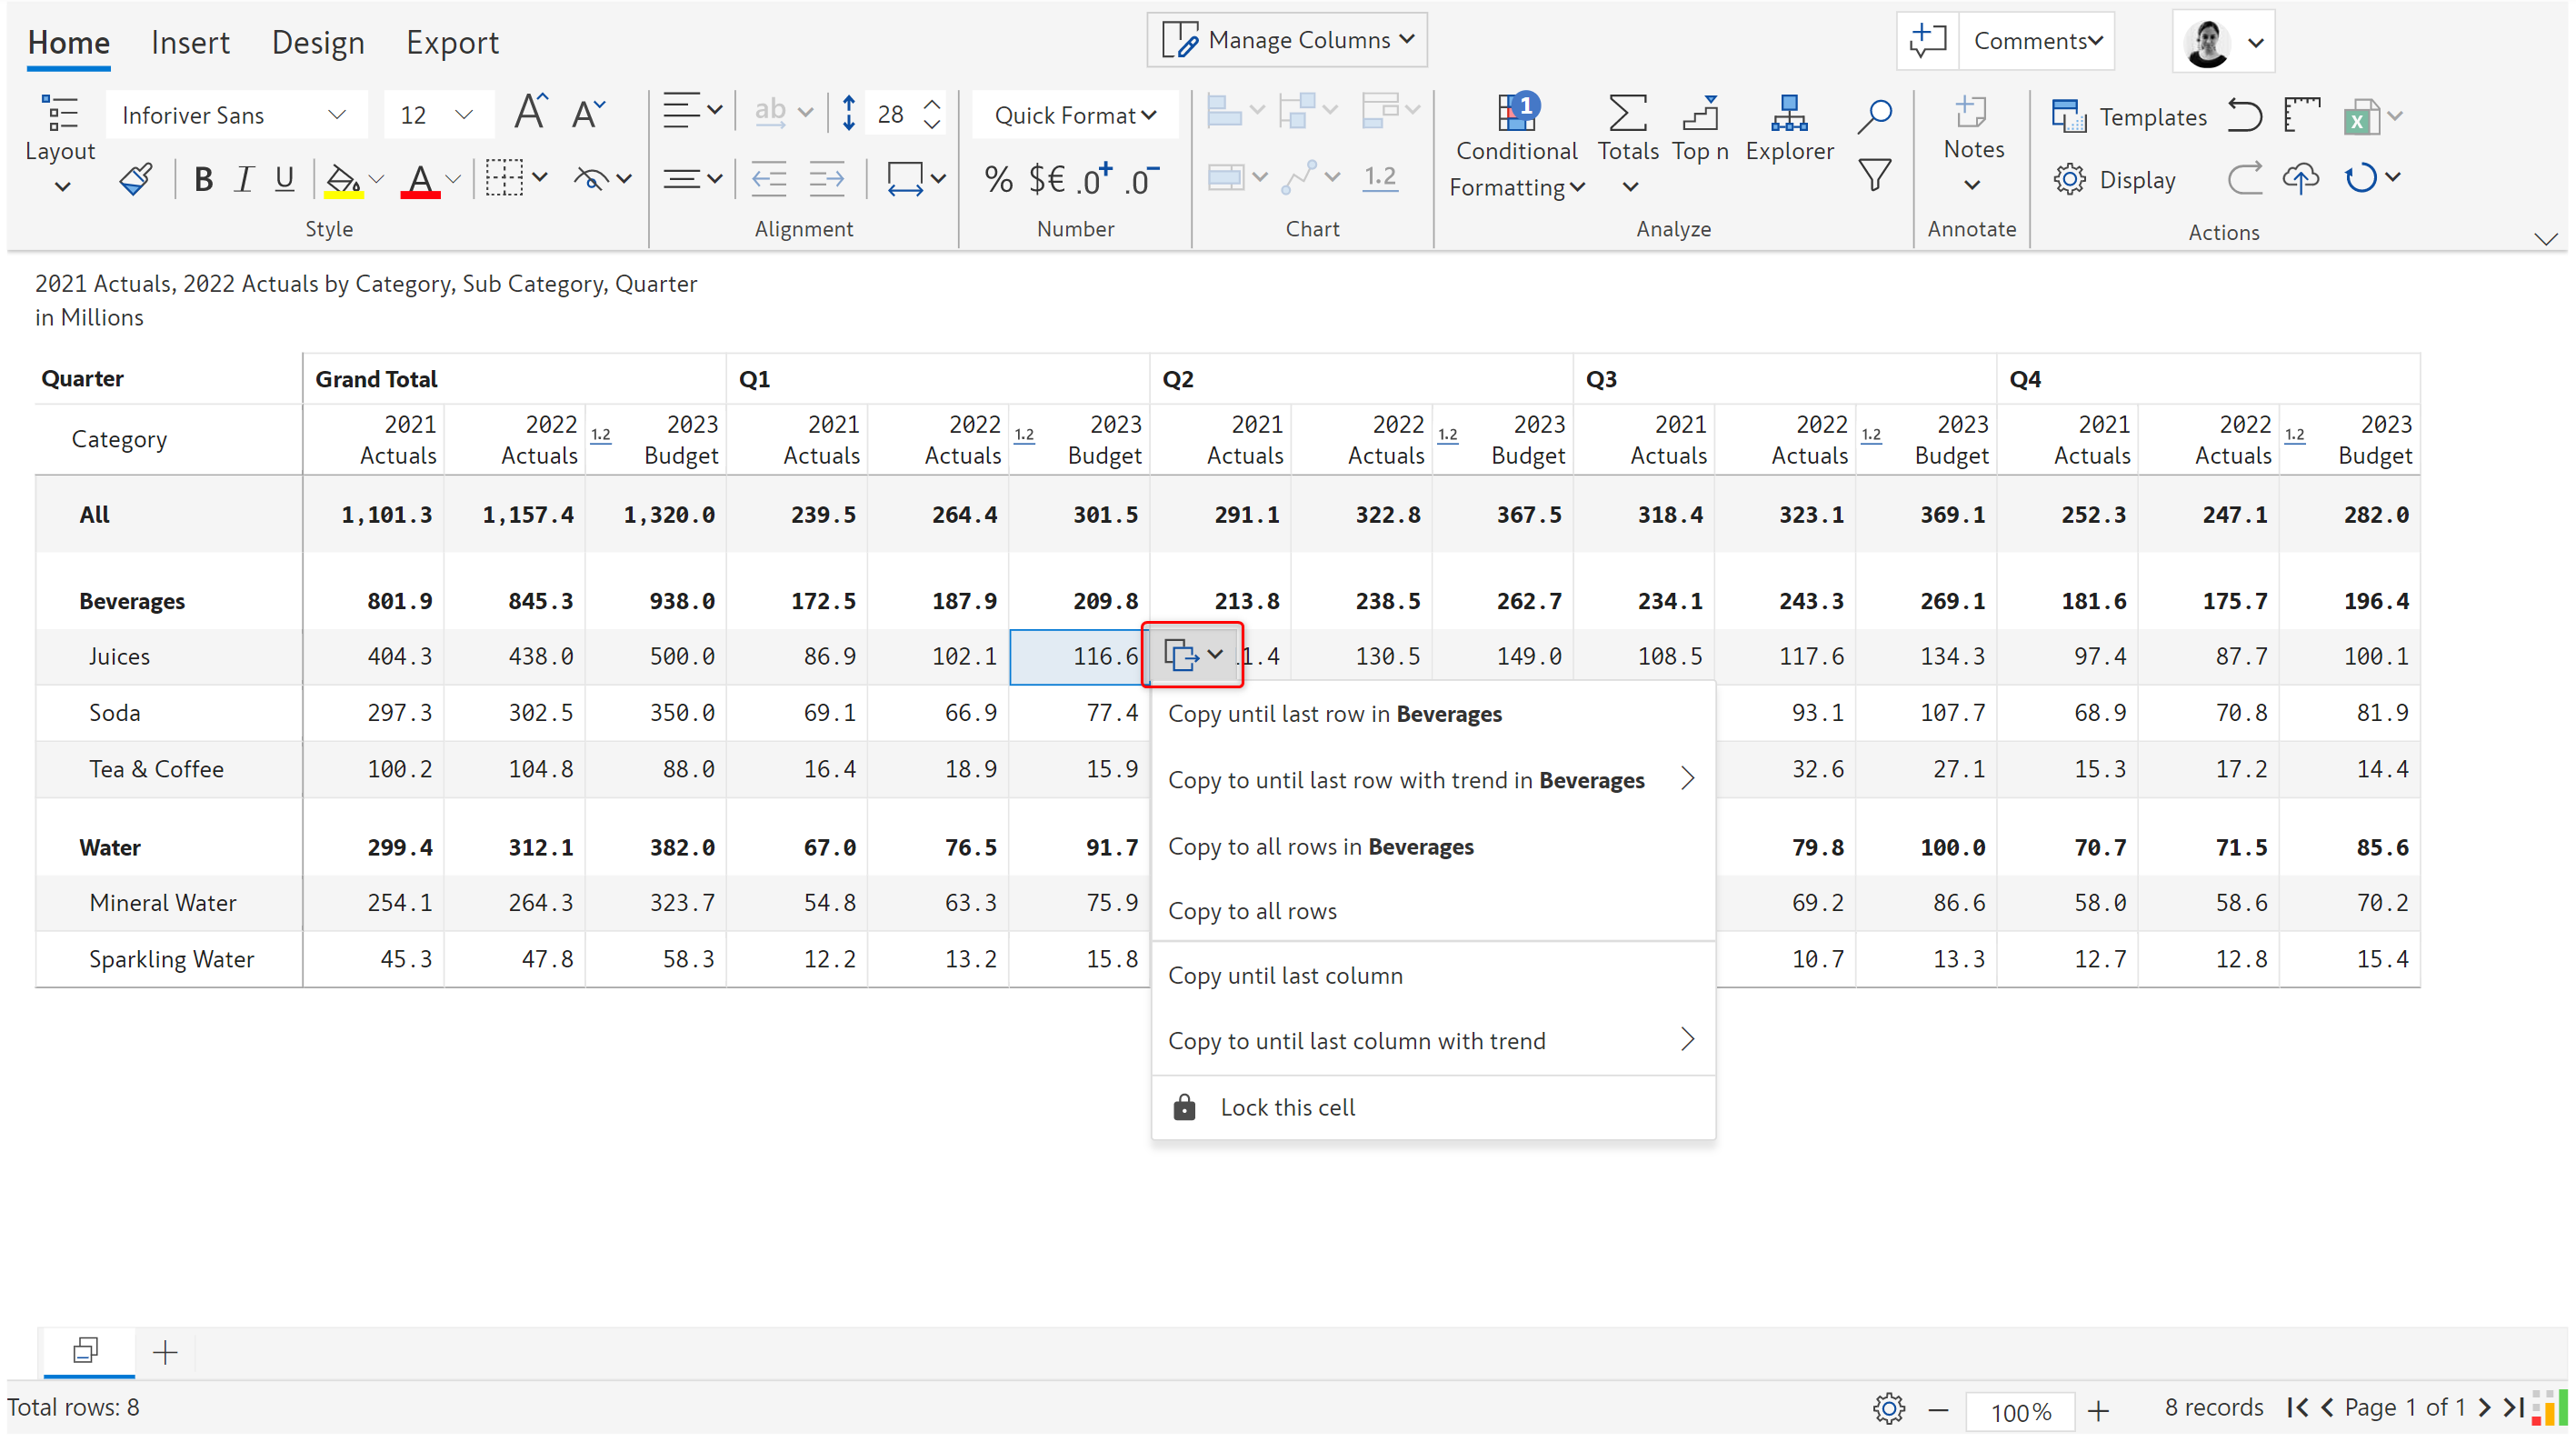 Home Insert Design Export Manage Columns Comments
Inforiver Sans 12 28 Quick Format 1
Layout Conditional Formatting Totals Top n Explorer Notes Templates
B I U A % $€ .0 .0 1.2 Display
Style Alignment Number Chart Analyze Annotate Actions
2021 Actuals, 2022 Actuals by Category, Sub Category, Quarter
in Millions
Quarter Grand Total Q1 Q2 Q3 Q4
Category 2021 Actuals 2022 Actuals 1.2 2023 Budget 2021 Actuals 2022 Actuals 1.2 2023 Budget 2021 Actuals 2022 Actuals 1.2 2023 Budget 2021 Actuals 2022 Actuals 1.2 2023 Budget 2021 Actuals 2022 Actuals 1.2 2023 Budget
All 1,101.3 1,157.4 1,320.0 239.5 264.4 301.5 291.1 322.8 367.5 318.4 323.1 369.1 252.3 247.1 282.0
Beverages 801.9 845.3 938.0 172.5 187.9 209.8 213.8 238.5 262.7 234.1 243.3 269.1 181.6 175.7 196.4
Juices 404.3 438.0 500.0 86.9 102.1 116.6 1.4 130.5 149.0 108.5 117.6 134.3 97.4 87.7 100.1
Soda 297.3 302.5 350.0 69.1 66.9 77.4 93.1 107.7 68.9 70.8 81.9
Tea & Coffee 100.2 104.8 88.0 16.4 18.9 15.9 32.6 27.1 15.3 17.2 14.4
Water 299.4 312.1 382.0 67.0 76.5 91.7 79.8 100.0 70.7 71.5 85.6
Mineral Water 254.1 264.3 323.7 54.8 63.3 75.9 69.2 86.6 58.0 58.6 70.2
Sparkling Water 45.3 47.8 58.3 12.2 13.2 15.8 10.7 13.3 12.7 12.8 15.4
Copy until last row in Beverages
Copy to until last row with trend in Beverages
Copy to all rows in Beverages
Copy to all rows
Copy until last column
Copy to until last column with trend
Lock this cell
Total rows: 8 100% 8 records Page 1 of 1